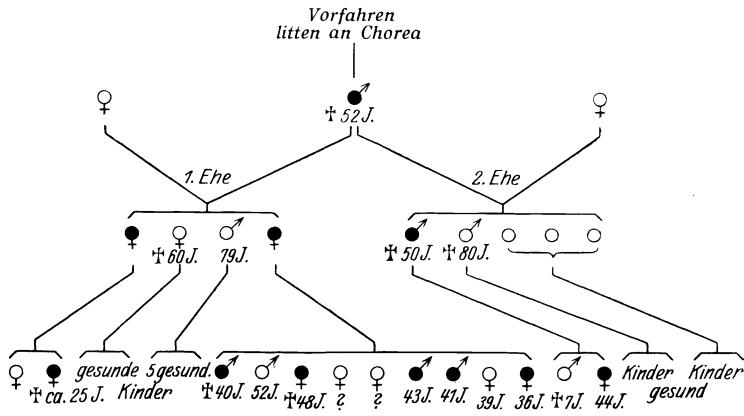 Vorfahren
litten an Chorea
✝ 52 J.
1. Ehe
2. Ehe
✝ 60 J. 79 J. ✝ 50 J. ✝ 80 J.
gesunde 5 gesund. Kinder Kinder
✝ ca. 25 J. Kinder ✝ 40 J. 52 J. ✝ 48 J. ? ? 43 J. 41 J. 39 J. 36 J. ✝ 7 J. 44 J. gesund